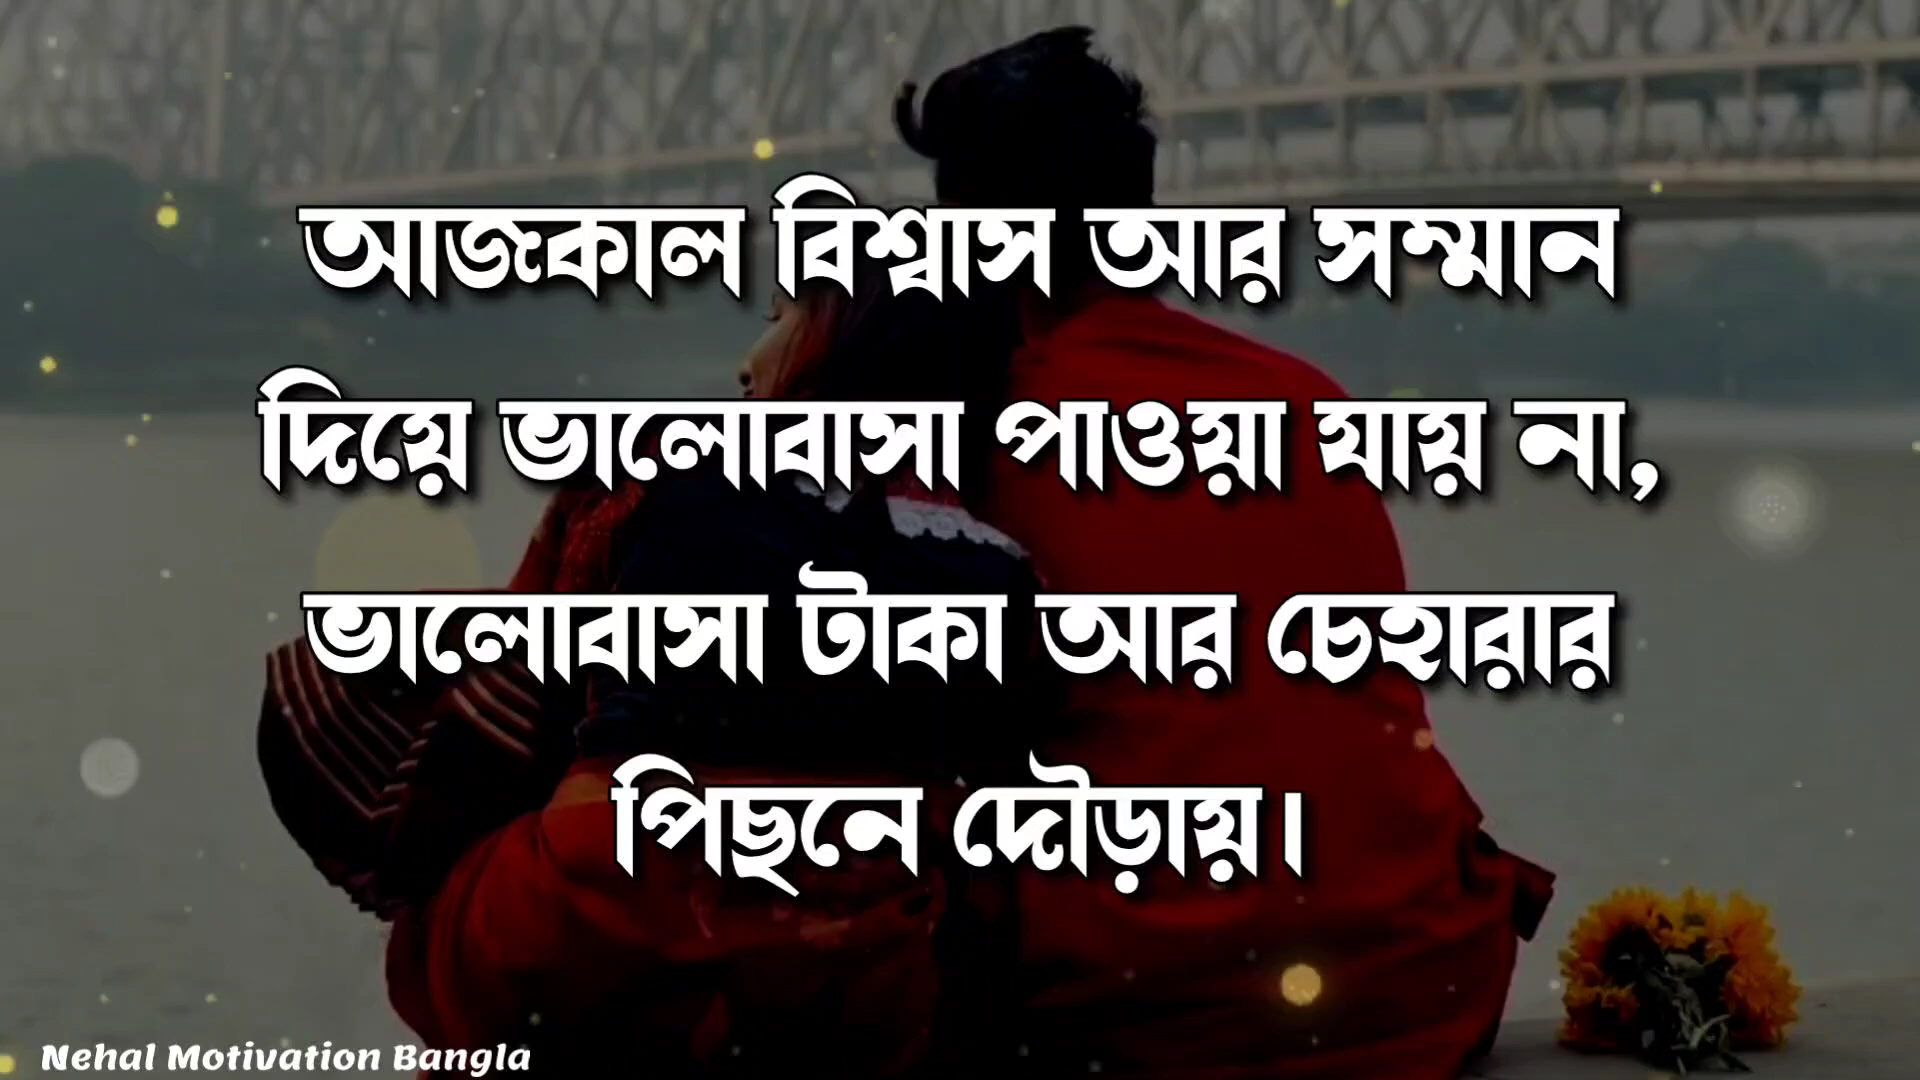 আজকাল বিশ্বাস আর সম্মান
দিয়ে ভালোবাসা পাওয়া যায় না,
ভালোবাসা টাকা আর চেহারার
পিছনে দৌড়ায়।
Nehal Motivation Bangla